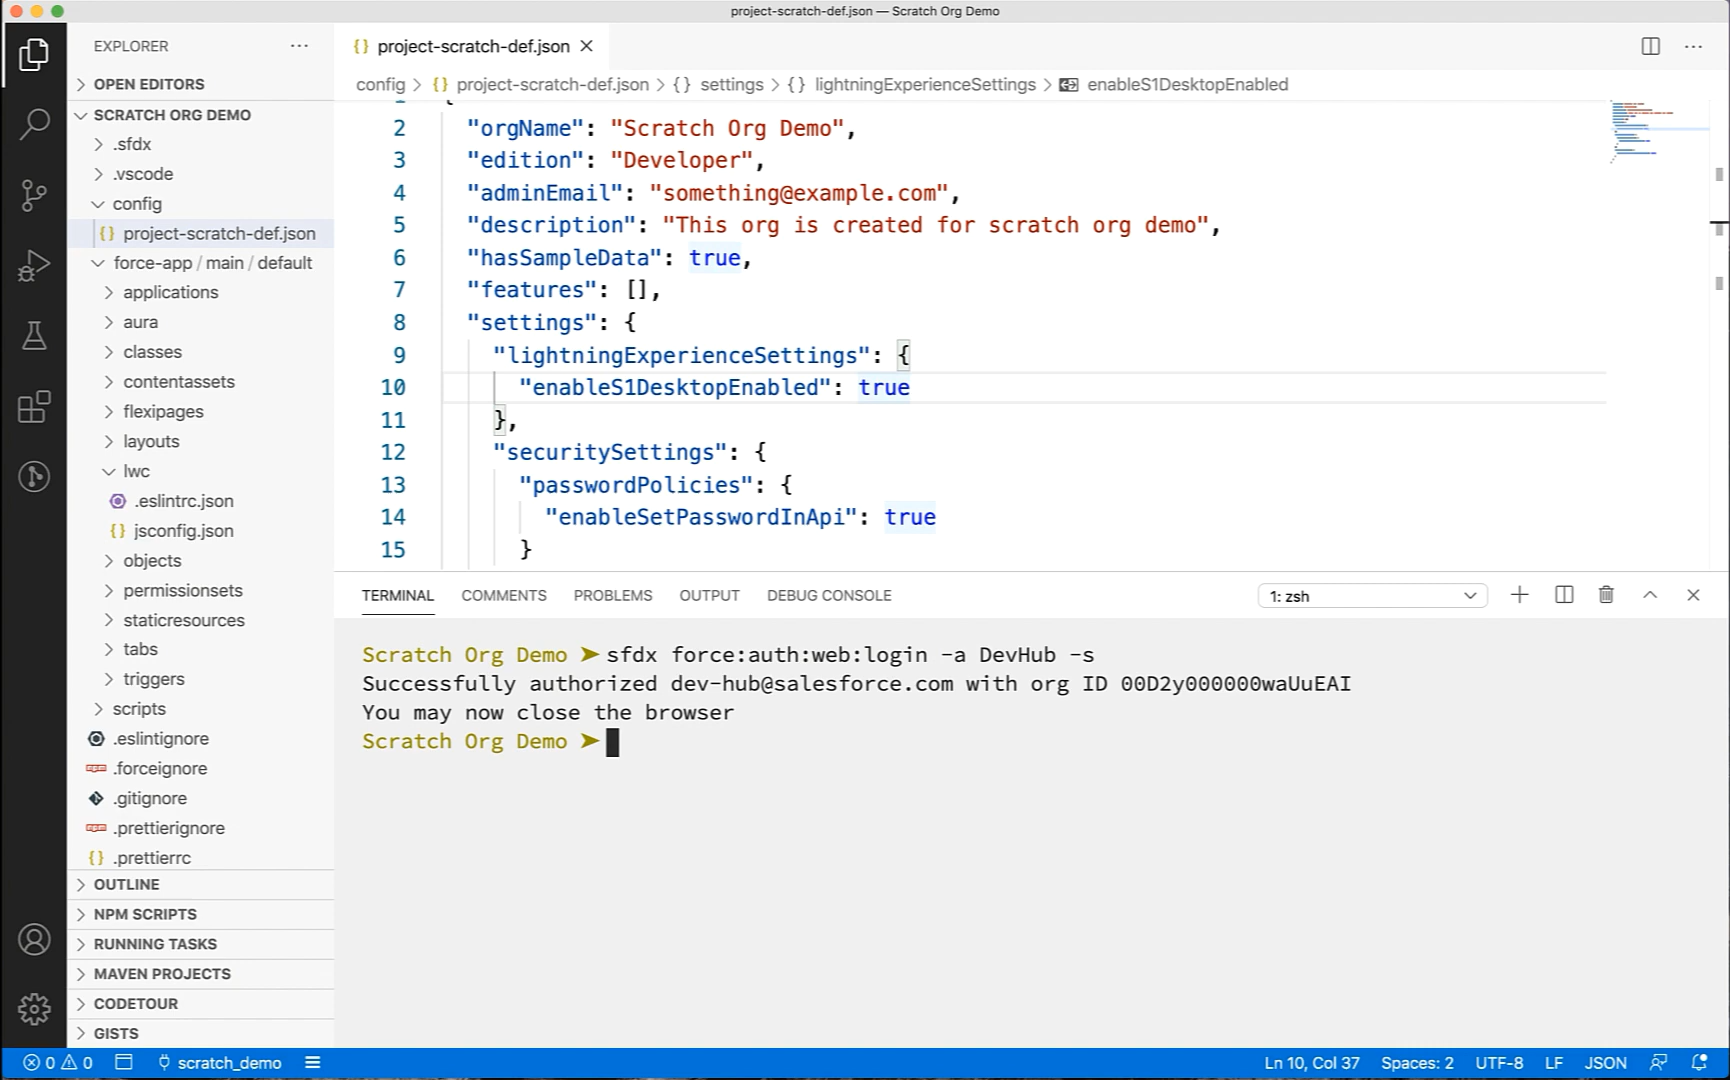 project-scratch-def.json — Scratch Org Demo
EXPLORER
OPEN EDITORS
SCRATCH ORG DEMO
.sfdx
.vscode
config
project-scratch-def.json
force-app / main / default
applications
aura
classes
contentassets
flexipages
layouts
lwc
.eslintrc.json
jsconfig.json
objects
permissionsets
staticresources
tabs
triggers
scripts
.eslintignore
.forceignore
.gitignore
.prettierignore
.prettierrc
OUTLINE
NPM SCRIPTS
RUNNING TASKS
MAVEN PROJECTS
CODETOUR
GISTS
{} project-scratch-def.json
config > {} project-scratch-def.json > {} settings > {} lightningExperienceSettings > enableS1DesktopEnabled
2 "orgName": "Scratch Org Demo",
3 "edition": "Developer",
4 "adminEmail": "something@example.com",
5 "description": "This org is created for scratch org demo",
6 "hasSampleData": true,
7 "features": [],
8 "settings": {
9 "lightningExperienceSettings": {
10 "enableS1DesktopEnabled": true
11 },
12 "securitySettings": {
13 "passwordPolicies": {
14 "enableSetPasswordInApi": true
15 }
TERMINAL COMMENTS PROBLEMS OUTPUT DEBUG CONSOLE 1: zsh
Scratch Org Demo ➤ sfdx force:auth:web:login -a DevHub -s
Successfully authorized dev-hub@salesforce.com with org ID 00D2y000000waUuEAI
You may now close the browser
Scratch Org Demo ➤
0 0 scratch_demo Ln 10, Col 37 Spaces: 2 UTF-8 LF JSON